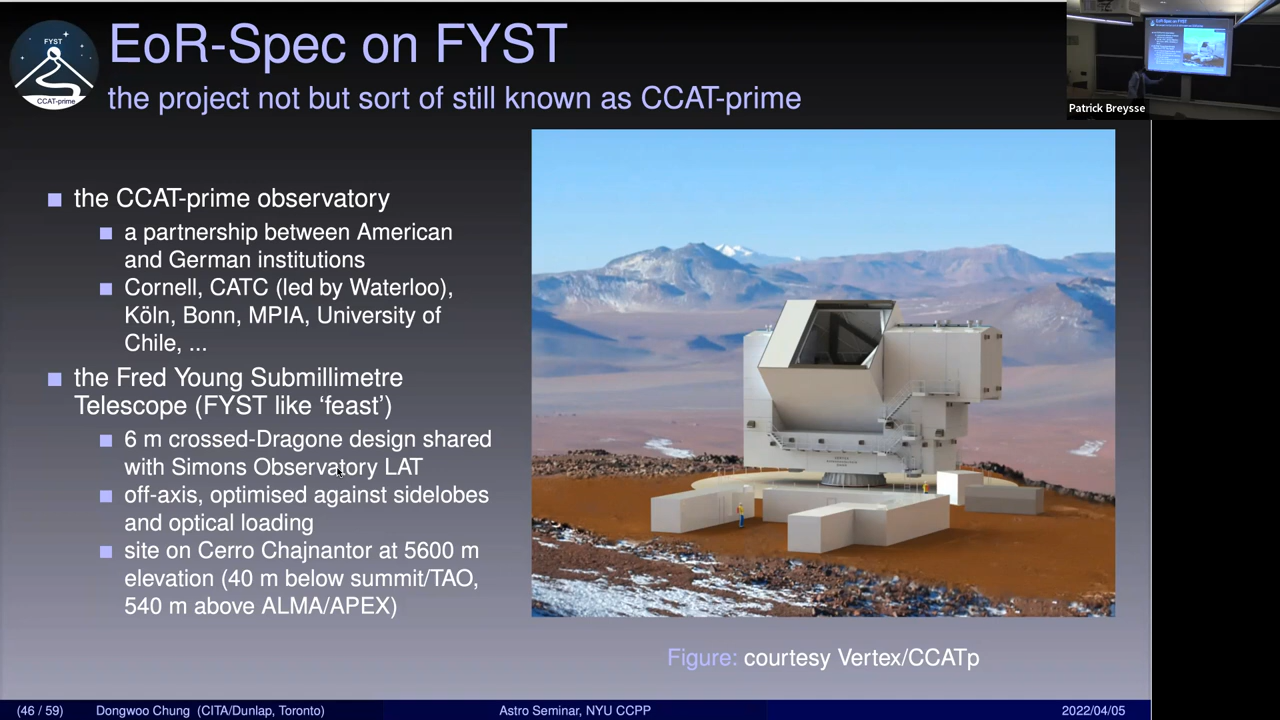 FYST
CCAT-prime
EoR-Spec on FYST
the project not but sort of still known as CCAT-prime
the CCAT-prime observatory
a partnership between American
and German institutions
Cornell, CATC (led by Waterloo),
Köln, Bonn, MPIA, University of
Chile, ...
the Fred Young Submillimetre
Telescope (FYST like ‘feast’)
6 m crossed-Dragone design shared
with Simons Observatory LAT
off-axis, optimised against sidelobes
and optical loading
site on Cerro Chajnantor at 5600 m
elevation (40 m below summit/TAO,
540 m above ALMA/APEX)
Figure: courtesy Vertex/CCATp
Patrick Breysse
(46 / 59) Dongwoo Chung (CITA/Dunlap, Toronto) Astro Seminar, NYU CCPP 2022/04/05